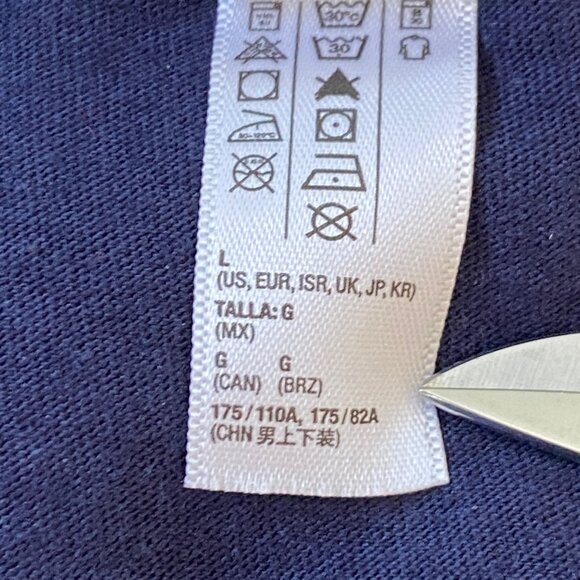 30°C
30
L
(US, EUR, ISR, UK, JP, KR)
TALLA: G
(MX)
G G
(CAN) (BRZ)
175/110A, 175/82A
(CHN 男上下装)